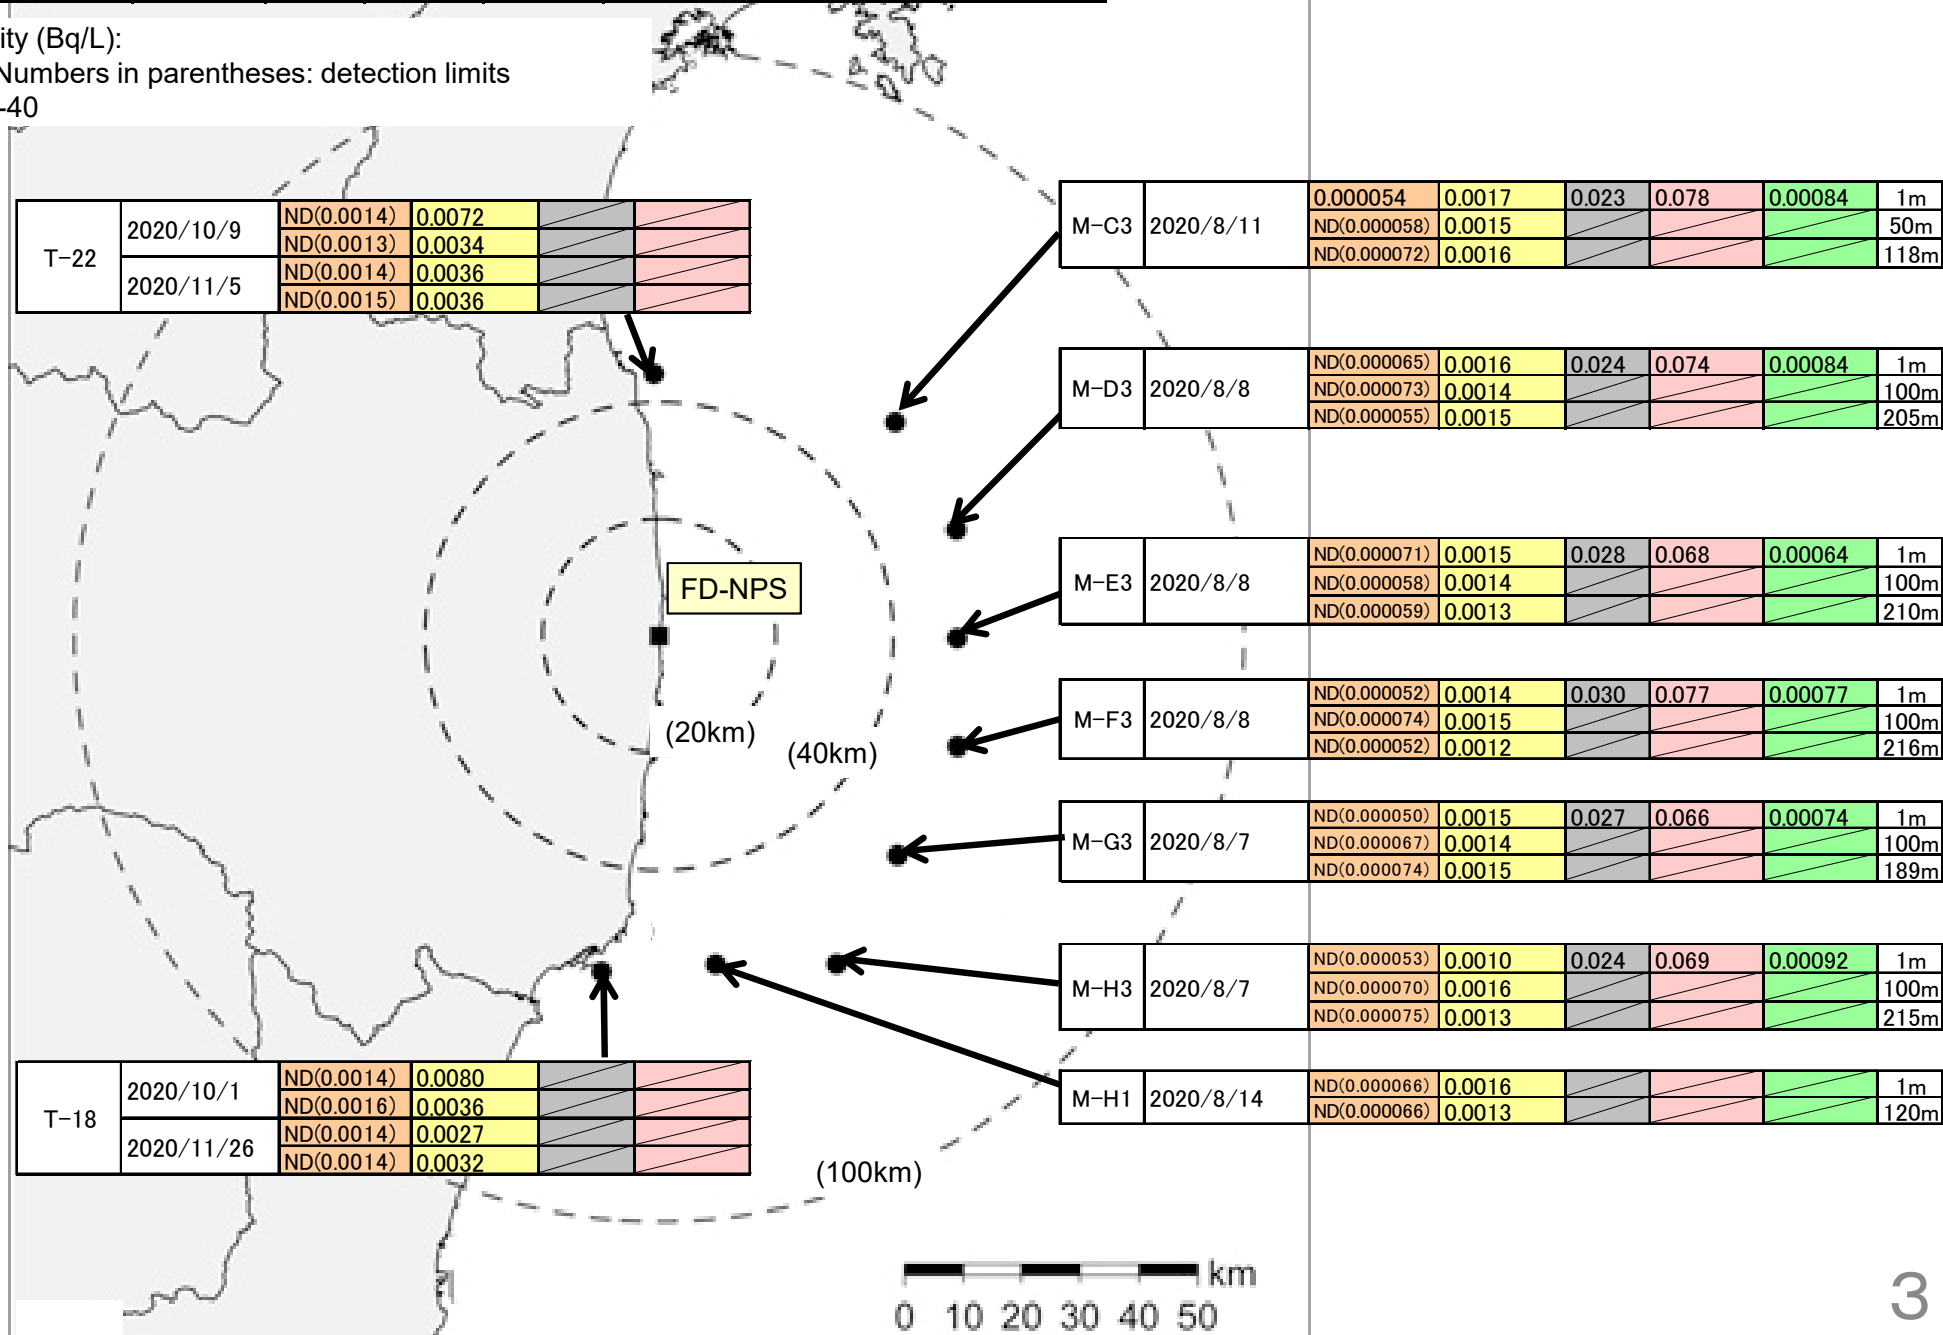 ity (Bq/L):
Numbers in parentheses: detection limits
-40
T-22 2020/10/9 ND(0.0014) 0.0072
ND(0.0013) 0.0034
2020/11/5 ND(0.0014) 0.0036
ND(0.0015) 0.0036
M-C3 2020/8/11 0.000054 0.0017 0.023 0.078 0.00084 1m
ND(0.000058) 0.0015 50m
ND(0.000072) 0.0016 118m
M-D3 2020/8/8 ND(0.000065) 0.0016 0.024 0.074 0.00084 1m
ND(0.000073) 0.0014 100m
ND(0.000055) 0.0015 205m
M-E3 2020/8/8 ND(0.000071) 0.0015 0.028 0.068 0.00064 1m
ND(0.000058) 0.0014 100m
ND(0.000059) 0.0013 210m
FD-NPS
(20km)
(40km)
M-F3 2020/8/8 ND(0.000052) 0.0014 0.030 0.077 0.00077 1m
ND(0.000074) 0.0015 100m
ND(0.000052) 0.0012 216m
M-G3 2020/8/7 ND(0.000050) 0.0015 0.027 0.066 0.00074 1m
ND(0.000067) 0.0014 100m
ND(0.000074) 0.0015 189m
M-H3 2020/8/7 ND(0.000053) 0.0010 0.024 0.069 0.00092 1m
ND(0.000070) 0.0016 100m
ND(0.000075) 0.0013 215m
M-H1 2020/8/14 ND(0.000066) 0.0016 1m
ND(0.000066) 0.0013 120m
T-18 2020/10/1 ND(0.0014) 0.0080
ND(0.0016) 0.0036
2020/11/26 ND(0.0014) 0.0027
ND(0.0014) 0.0032
(100km)
km
0 10 20 30 40 50
3